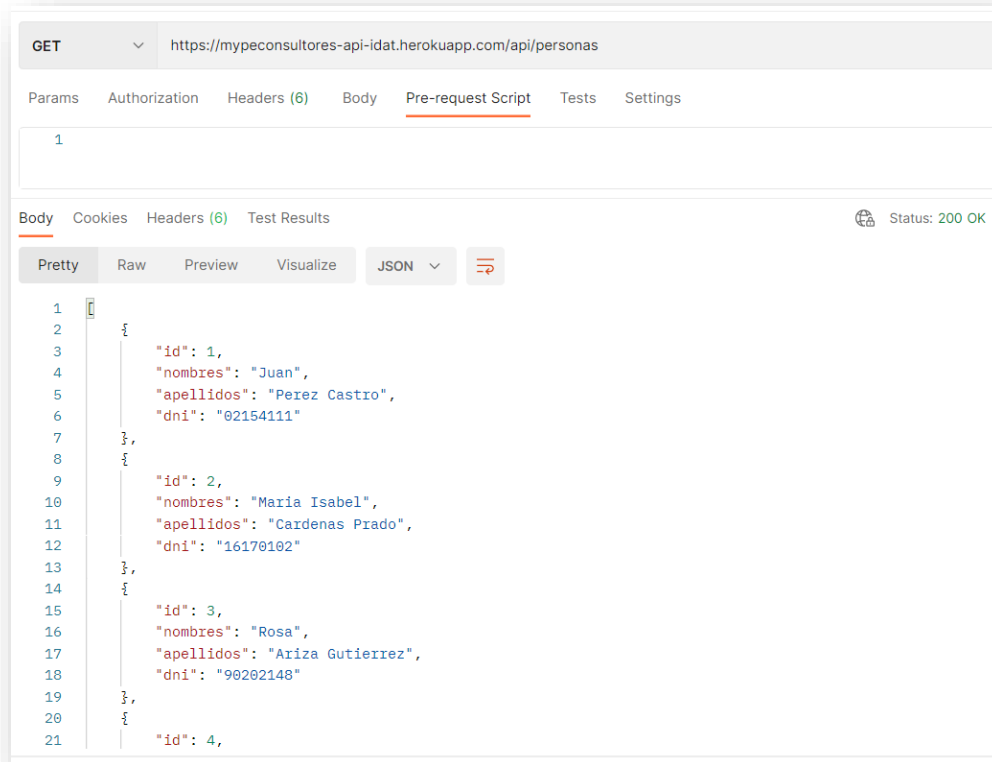 GET https://mypeconsultores-api-idat.herokuapp.com/api/personas
Params Authorization Headers (6) Body Pre-request Script Tests Settings
1
Body Cookies Headers (6) Test Results Status: 200 OK
Pretty Raw Preview Visualize JSON
1 [
2 {
3 "id": 1,
4 "nombres": "Juan",
5 "apellidos": "Perez Castro",
6 "dni": "02154111"
7 },
8 {
9 "id": 2,
10 "nombres": "Maria Isabel",
11 "apellidos": "Cardenas Prado",
12 "dni": "16170102"
13 },
14 {
15 "id": 3,
16 "nombres": "Rosa",
17 "apellidos": "Ariza Gutierrez",
18 "dni": "90202148"
19 },
20 {
21 "id": 4,